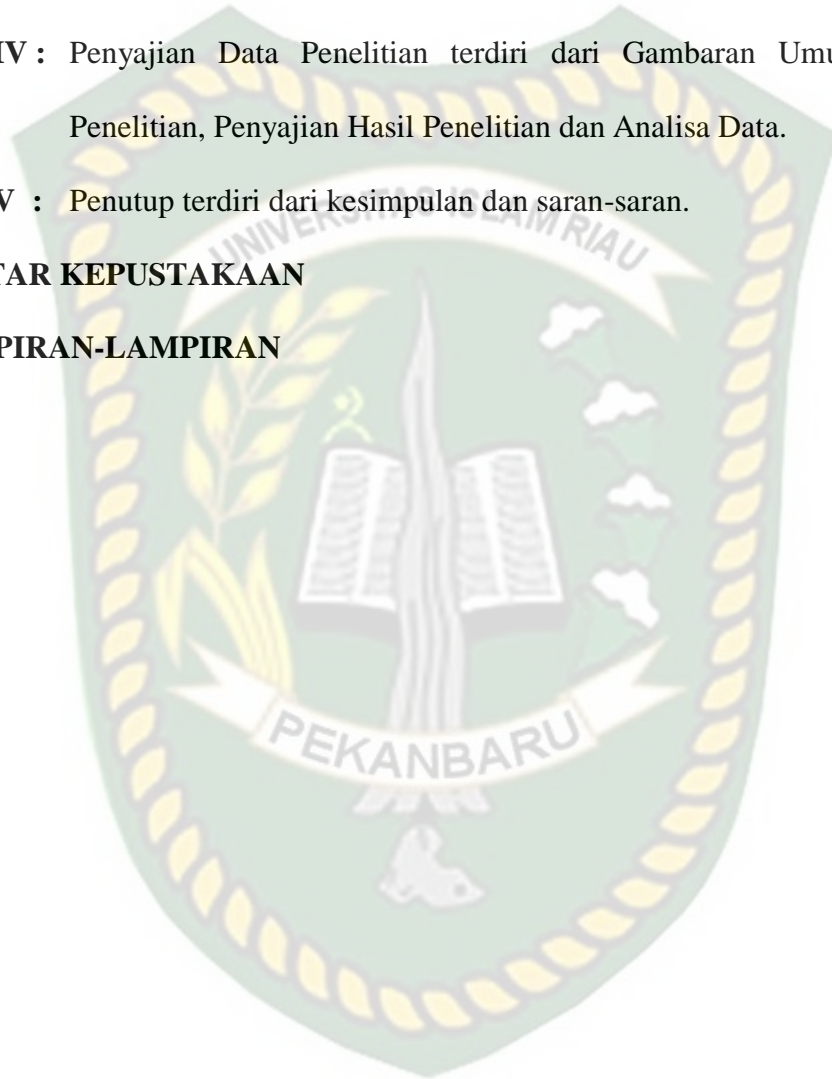 IV : Penyajian Data Penelitian terdiri dari Gambaran Umu
Penelitian, Penyajian Hasil Penelitian dan Analisa Data.
V : Penutup terdiri dari kesimpulan dan saran-saran.
TAR KEPUSTAKAAN
PIRAN-LAMPIRAN
UNIVERSITAS ISLAM RIAU
PEKANBARU